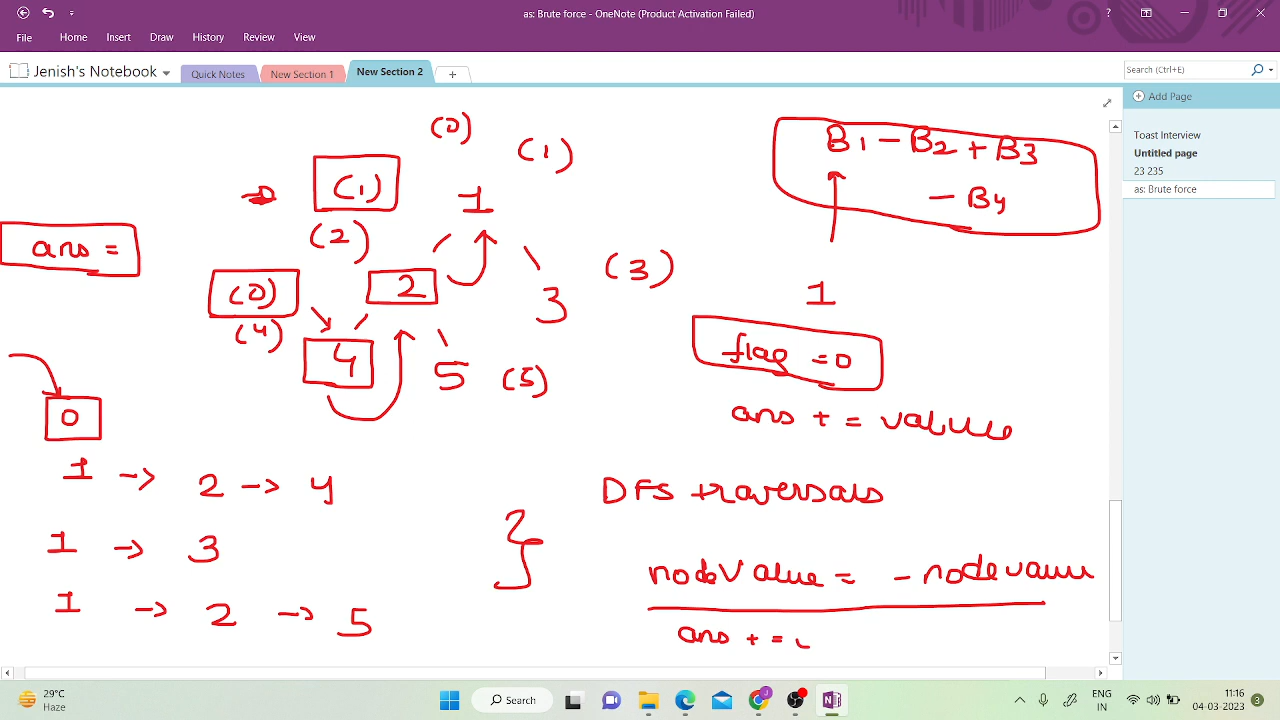 as: Brute force - OneNote (Product Activation Failed)
File Home Insert Draw History Review View
Jenish's Notebook Quick Notes New Section 1 New Section 2
Search (Ctrl+E)
Add Page
Toast Interview
Untitled page
23 235
as: Brute force
(0)
(1)
(1)
1
(2)
ans =
(0)
2
3
(3)
(4)
4
5
(5)
0
1 -> 2 -> 4
1 -> 3
1 -> 2 -> 5
}
B1 - B2 + B3
- B4
1
flag = 0
ans + = value
DFS traversals
nodeValue = - nodevalue
ans + =
29°C
Haze
Search
ENG
IN
11:16
04-03-2023
3